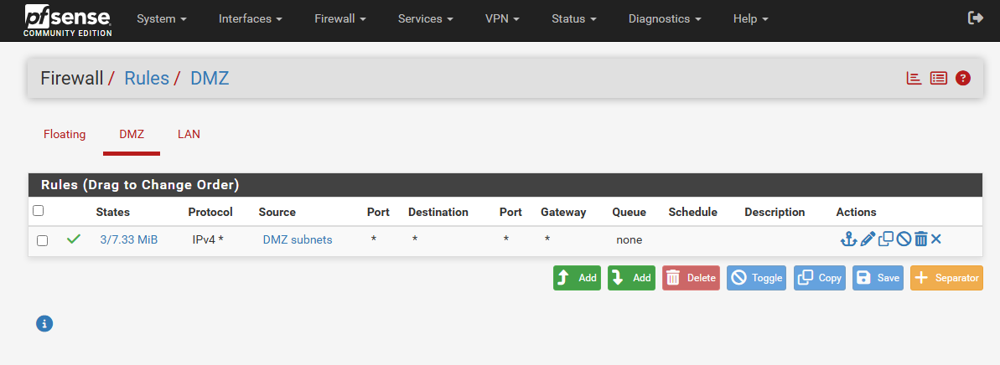 pfsense
COMMUNITY EDITION
System Interfaces Firewall Services VPN Status Diagnostics Help
Firewall / Rules / DMZ
Floating DMZ LAN
Rules (Drag to Change Order)
States Protocol Source Port Destination Port Gateway Queue Schedule Description Actions
3/7.33 MiB IPv4 * DMZ subnets * * * * none
Add Add Delete Toggle Copy Save Separator